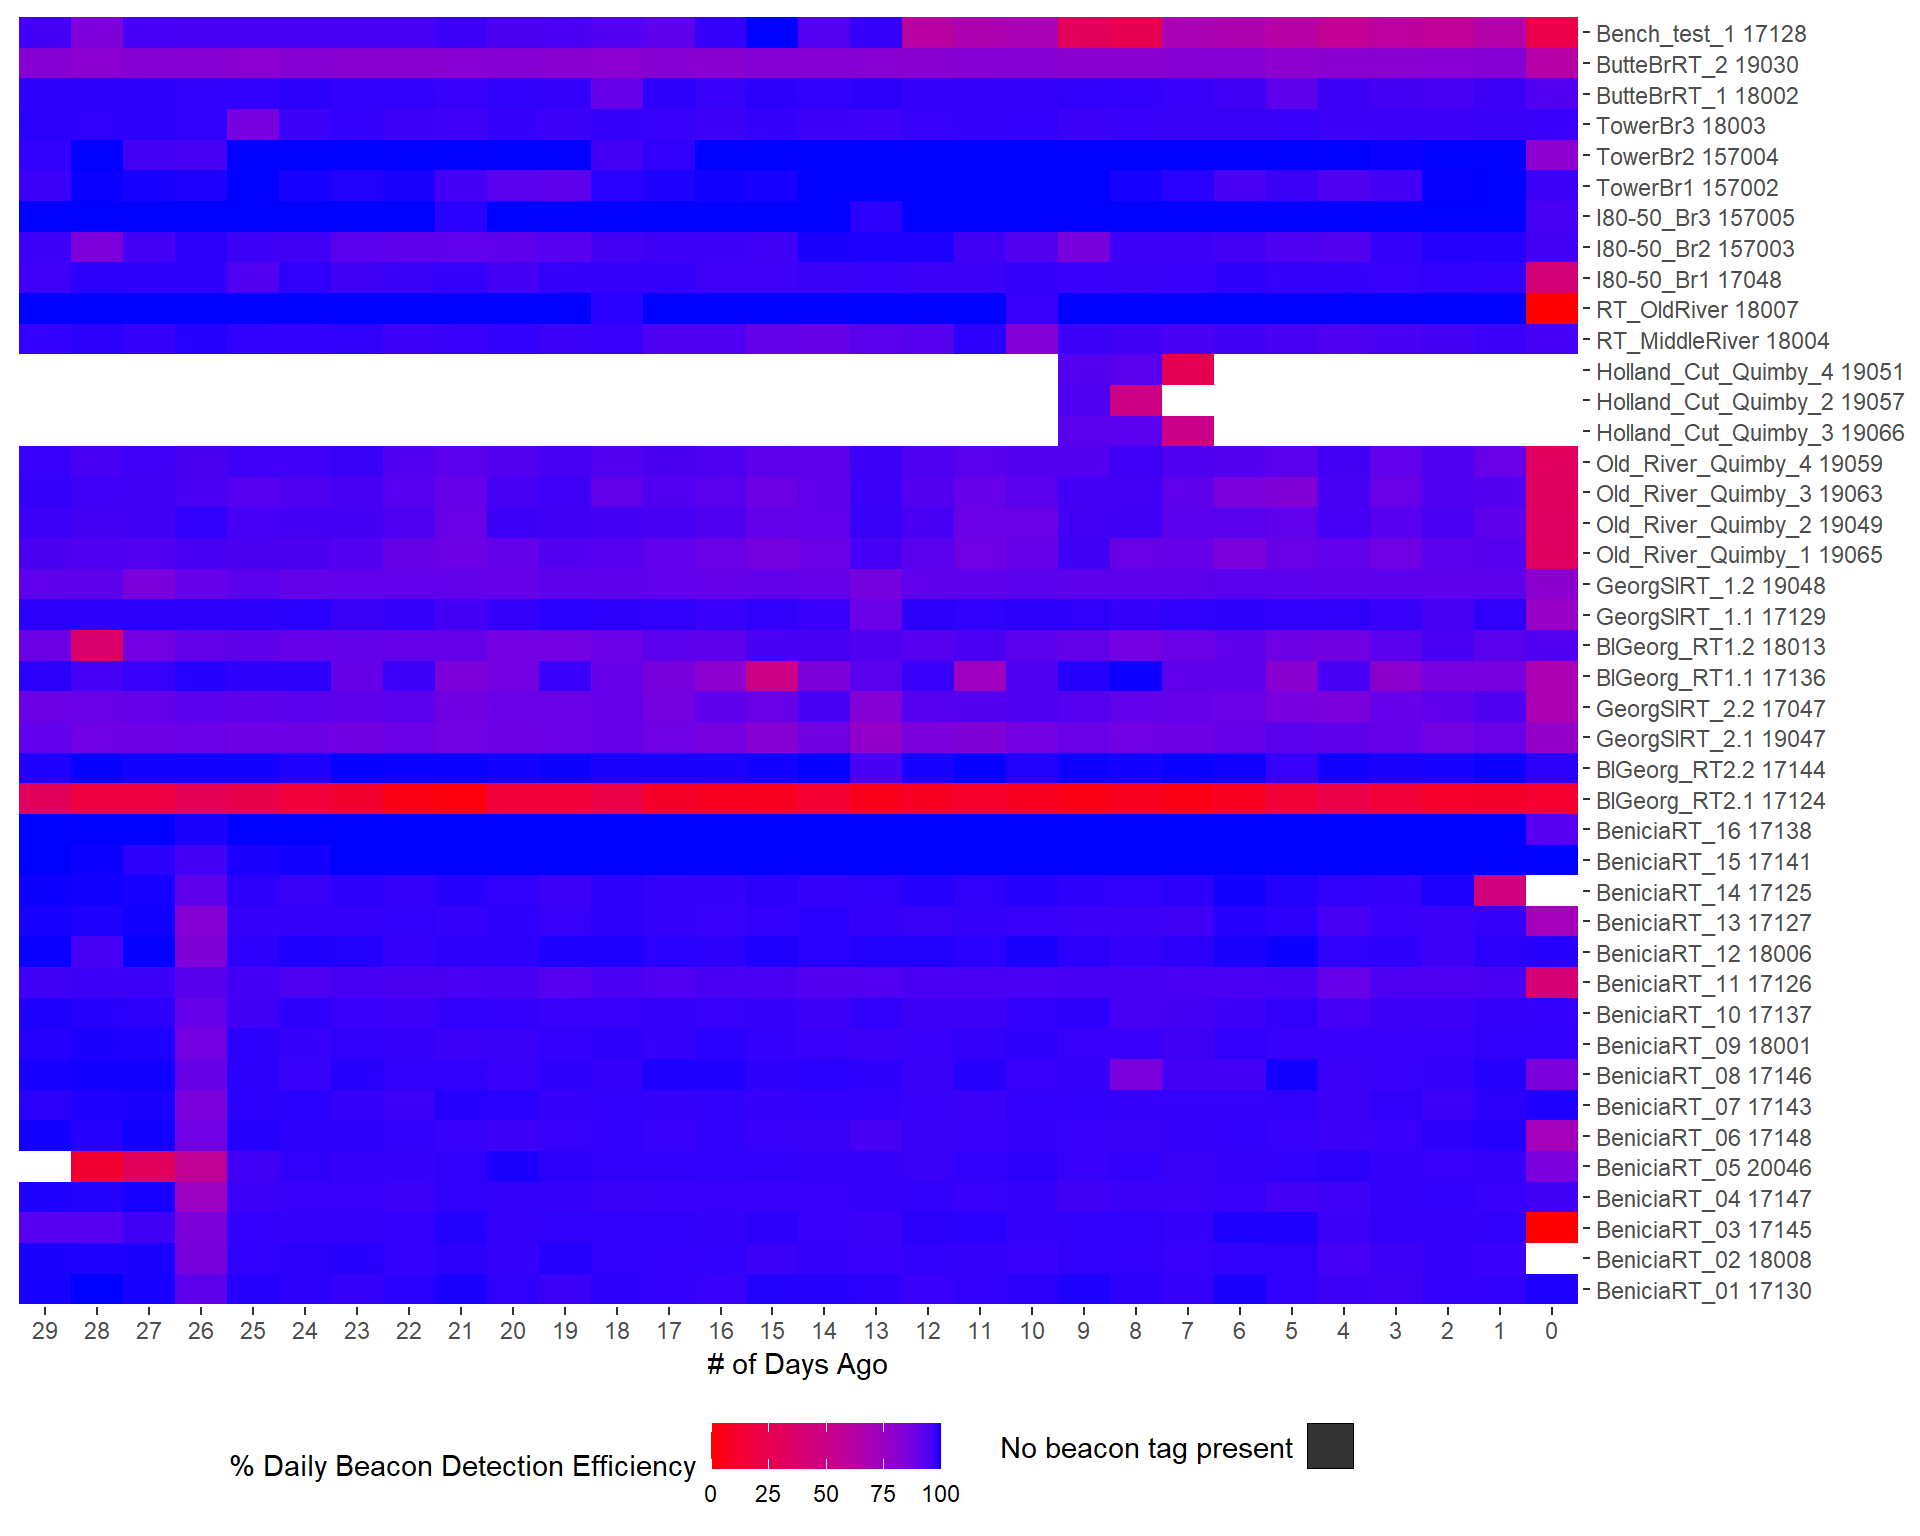 Bench_test_1 17128
ButteBrRT_2 19030
ButteBrRT_1 18002
TowerBr3 18003
TowerBr2 157004
TowerBr1 157002
I80-50_Br3 157005
I80-50_Br2 157003
I80-50_Br1 17048
RT_OldRiver 18007
RT_MiddleRiver 18004
Holland_Cut_Quimby_4 19051
Holland_Cut_Quimby_2 19057
Holland_Cut_Quimby_3 19066
Old_River_Quimby_4 19059
Old_River_Quimby_3 19063
Old_River_Quimby_2 19049
Old_River_Quimby_1 19065
GeorgSlRT_1.2 19048
GeorgSlRT_1.1 17129
BlGeorg_RT1.2 18013
BlGeorg_RT1.1 17136
GeorgSlRT_2.2 17047
GeorgSlRT_2.1 19047
BlGeorg_RT2.2 17144
BlGeorg_RT2.1 17124
BeniciaRT_16 17138
BeniciaRT_15 17141
BeniciaRT_14 17125
BeniciaRT_13 17127
BeniciaRT_12 18006
BeniciaRT_11 17126
BeniciaRT_10 17137
BeniciaRT_09 18001
BeniciaRT_08 17146
BeniciaRT_07 17143
BeniciaRT_06 17148
BeniciaRT_05 20046
BeniciaRT_04 17147
BeniciaRT_03 17145
BeniciaRT_02 18008
BeniciaRT_01 17130
29 28 27 26 25 24 23 22 21 20 19 18 17 16 15 14 13 12 11 10 9 8 7 6 5 4 3 2 1 0
# of Days Ago
% Daily Beacon Detection Efficiency
0 25 50 75 100
No beacon tag present